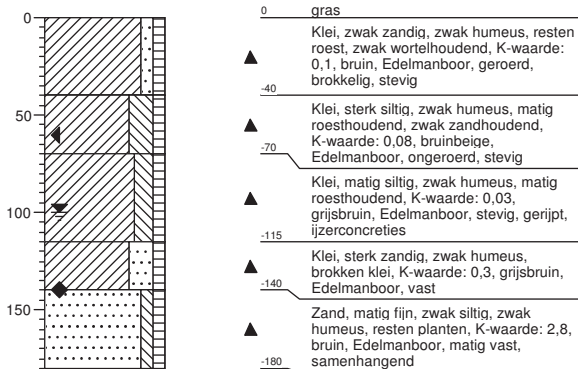 0
50
100
150
0 gras
Klei, zwak zandig, zwak humeus, resten
roest, zwak wortelhoudend, K-waarde:
0,1, bruin, Edelmanboor, geroerd,
brokkelig, stevig
-40
Klei, sterk siltig, zwak humeus, matig
roesthoudend, zwak zandhoudend,
K-waarde: 0,08, bruinbeige,
Edelmanboor, ongeroerd, stevig
-70
Klei, matig siltig, zwak humeus, matig
roesthoudend, K-waarde: 0,03,
grijsbruin, Edelmanboor, stevig, gerijpt,
ijzerconcreties
-115
Klei, sterk zandig, zwak humeus,
brokken klei, K-waarde: 0,3, grijsbruin,
Edelmanboor, vast
-140
Zand, matig fijn, zwak siltig, zwak
humeus, resten planten, K-waarde: 2,8,
bruin, Edelmanboor, matig vast,
samenhangend
-180